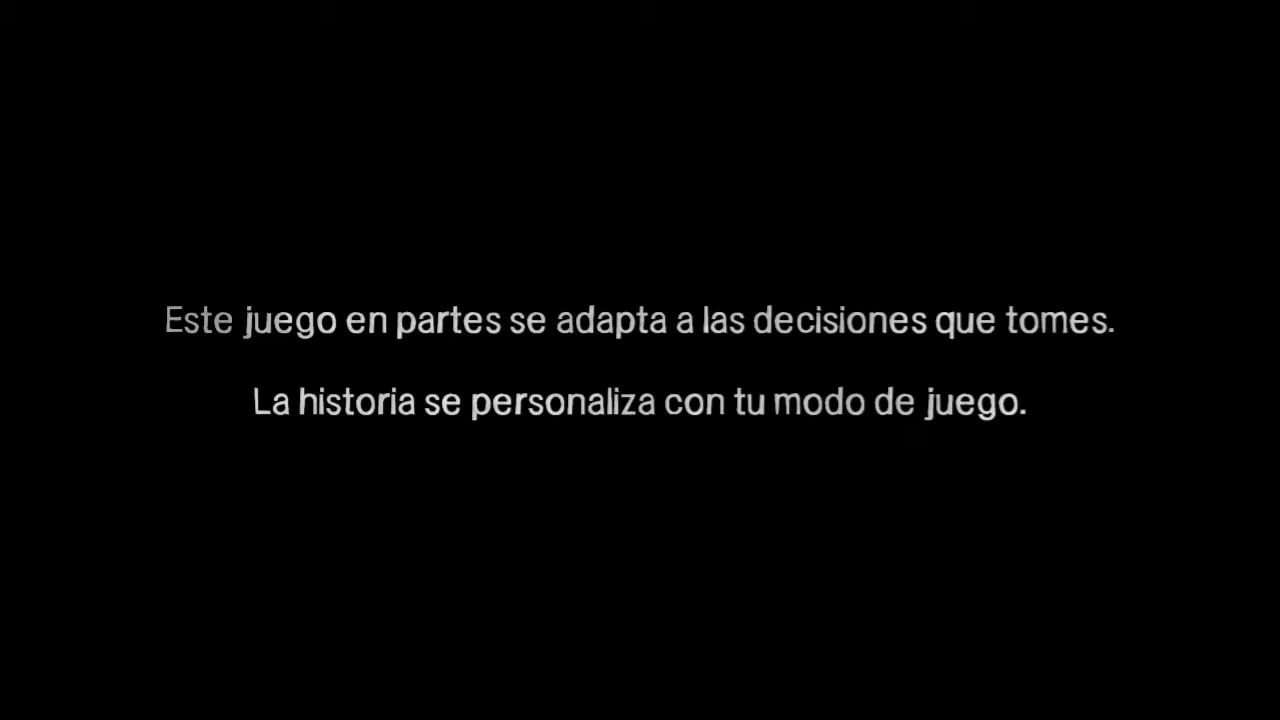 Este juego en partes se adapta a las decisiones que tomes.
La historia se personaliza con tu modo de juego.